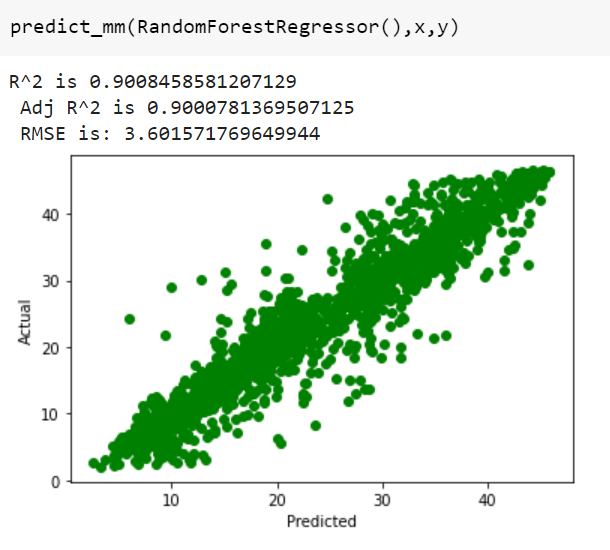 predict_mm(RandomForestRegressor(),x,y)
R^2 is 0.9008458581207129
Adj R^2 is 0.9000781369507125
RMSE is: 3.601571769649944
40
30
20
10
0
Actual
10 20 30 40
Predicted